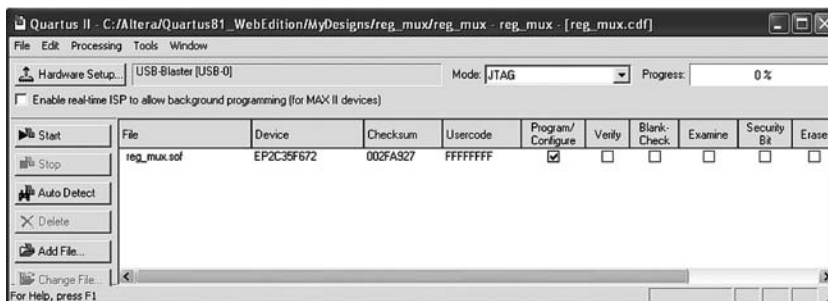 Quartus II - C:/Altera/Quartus81_WebEdition/MyDesigns/reg_mux/reg_mux - reg_mux - [reg_mux.cdf]
File Edit Processing Tools Window
Hardware Setup... USB-Blaster [USB-0] Mode: JTAG Progress: 0 %
Enable real-time ISP to allow background programming (for MAX II devices)
Start
Stop
Auto Detect
Delete
Add File...
Change File...
File Device Checksum Usercode Program/ Configure Verify Blank- Check Examine Security Bit Erase
reg_mux.sof EP2C35F672 002FA927 FFFFFFFF
For Help, press F1